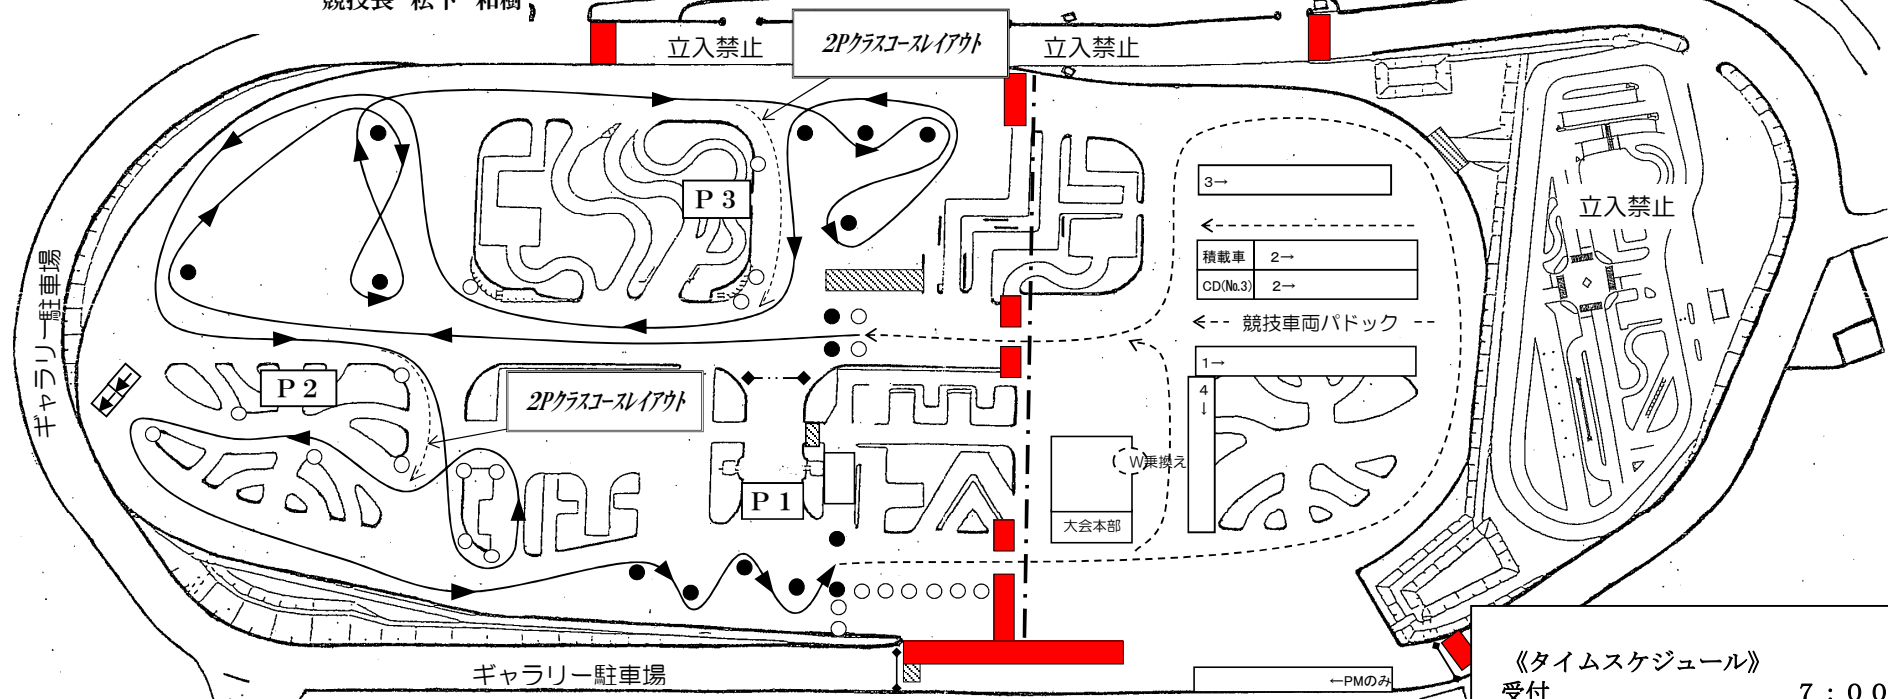 競技長 松下 和樹
立入禁止
2Pクラスコースレイアウト
立入禁止
P 3
3→
立入禁止
積載車 2→
CD(No.3) 2→
競技車両パドック
ギャラリー駐車場
1→
P 2
2Pクラスコースレイアウト
4→
W乗換え
P 1
大会本部
ギャラリー駐車場
←PMのみ
《タイムスケジュール》
受付 7：00